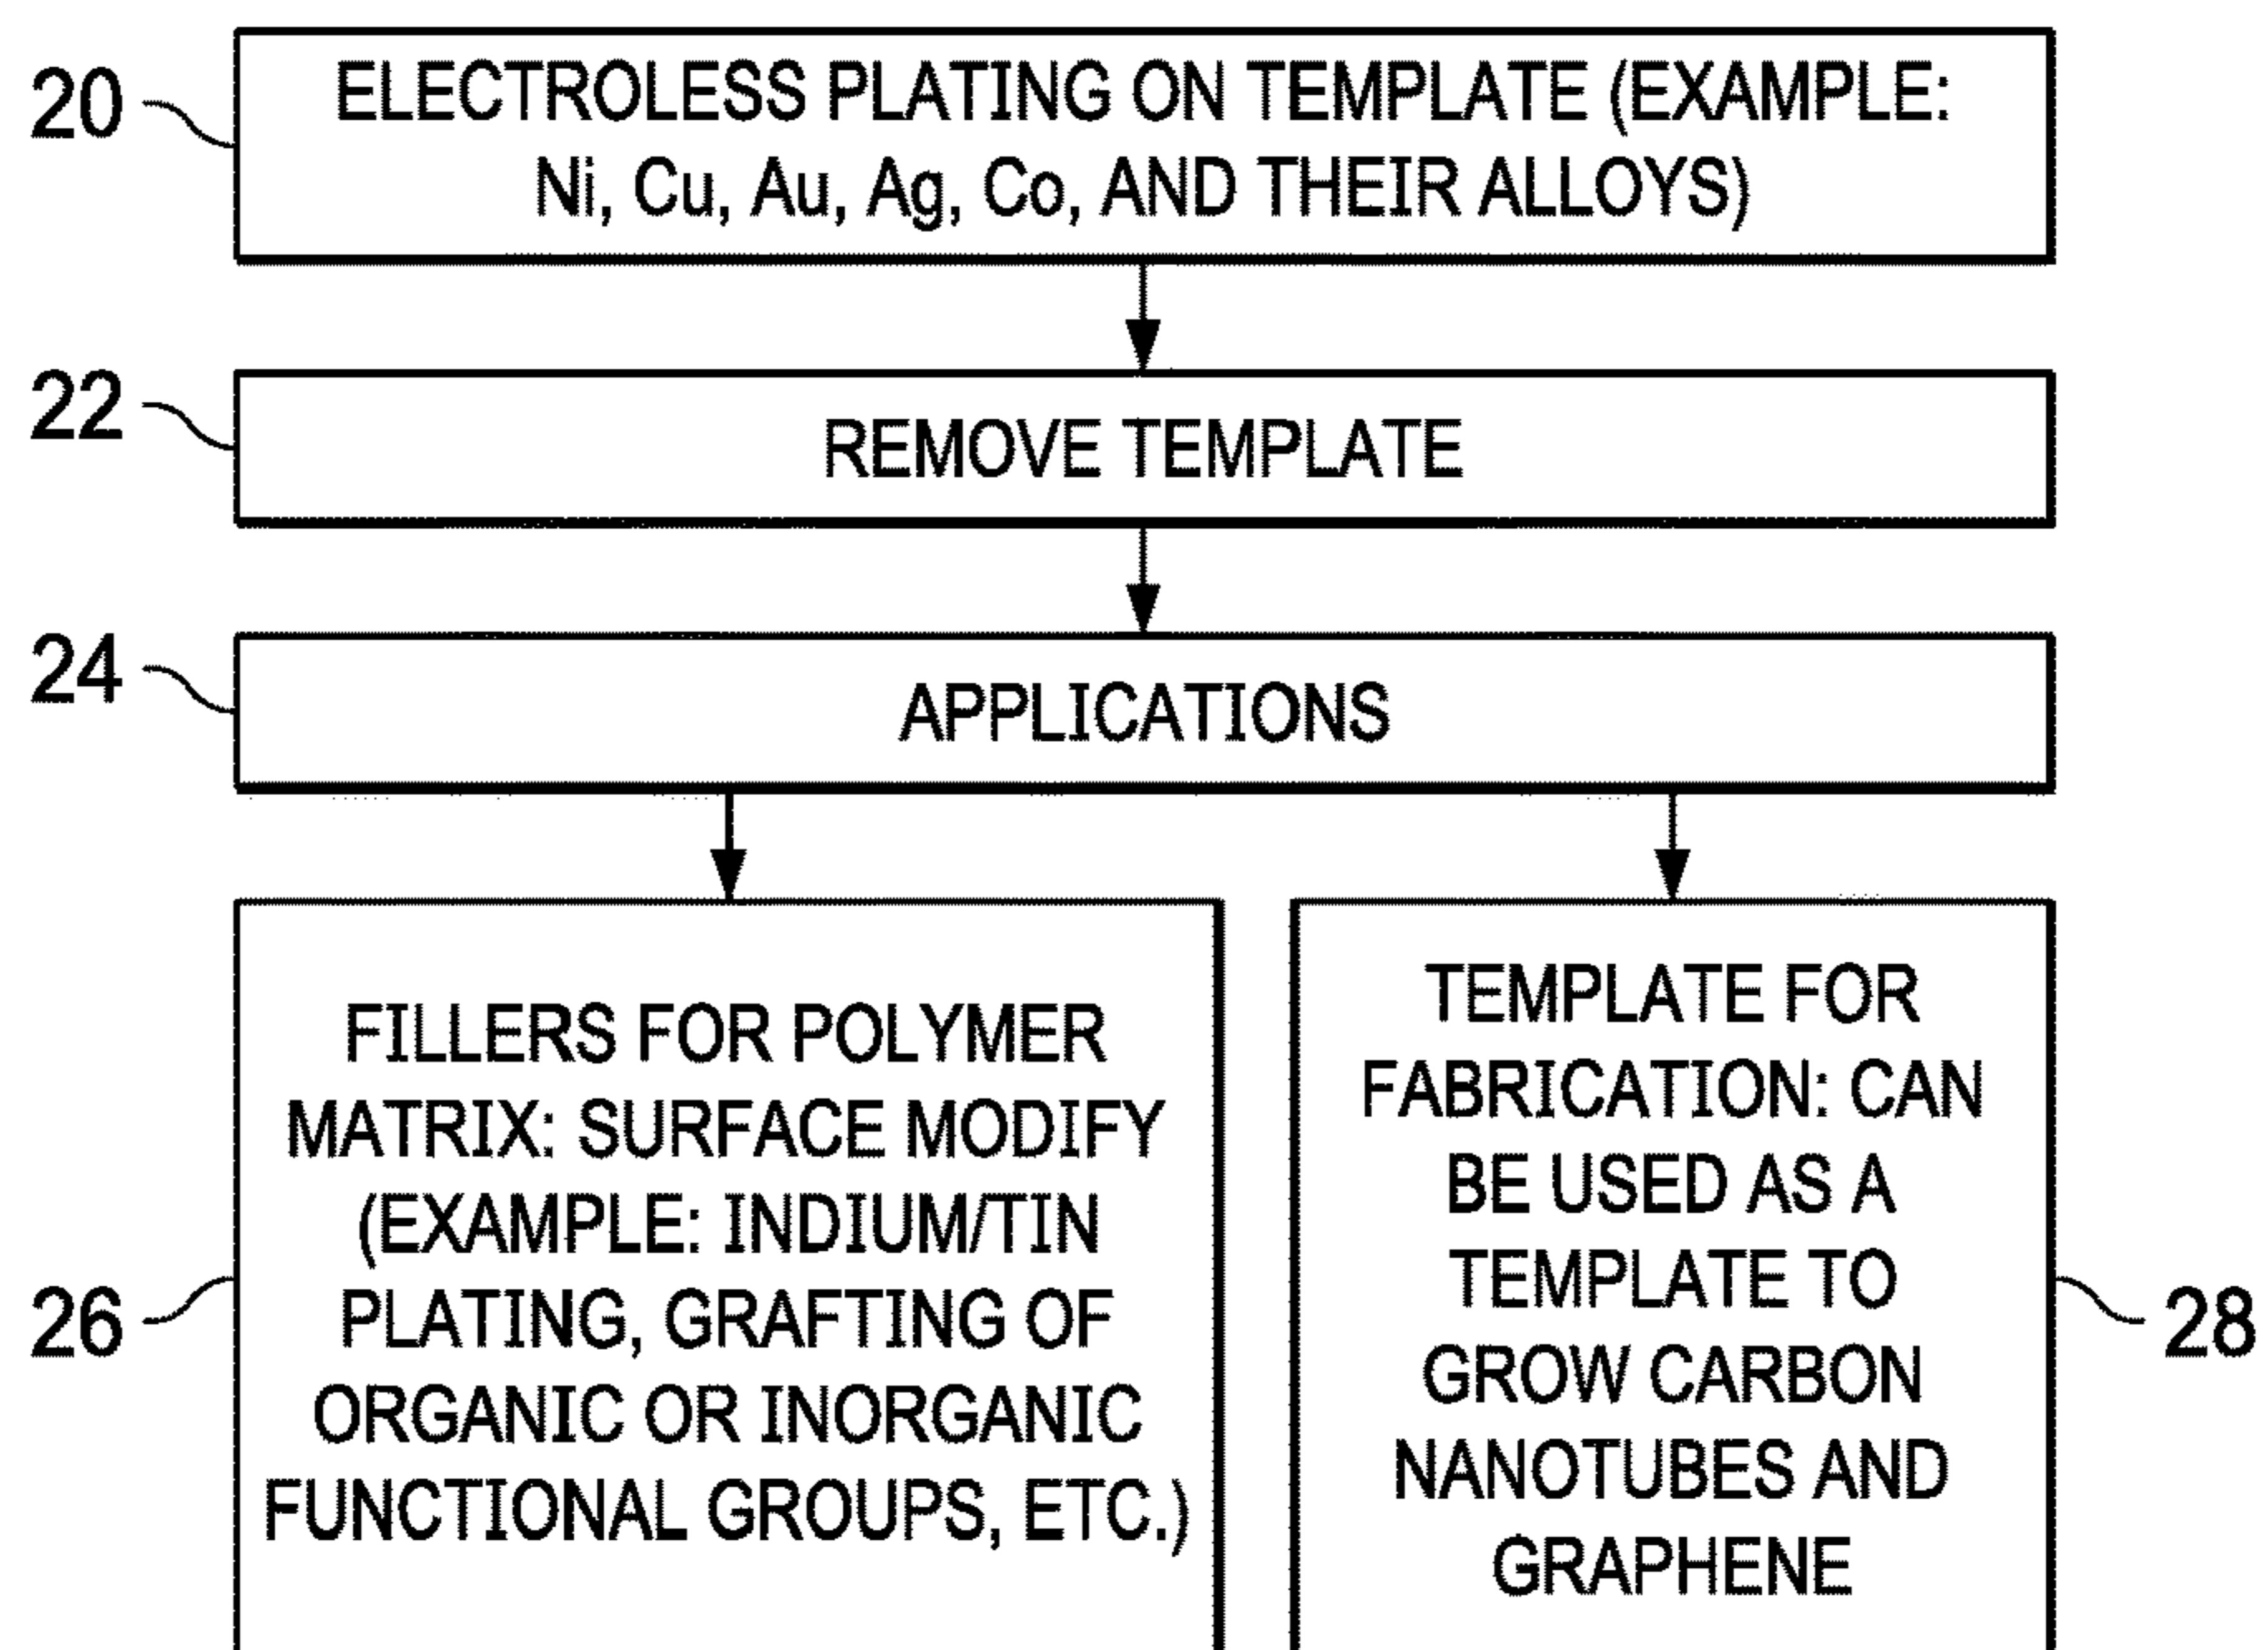 20
ELECTROLESS PLATING ON TEMPLATE (EXAMPLE:
Ni, Cu, Au, Ag, Co, AND THEIR ALLOYS)
22
REMOVE TEMPLATE
24
APPLICATIONS
26
FILLERS FOR POLYMER
MATRIX: SURFACE MODIFY
(EXAMPLE: INDIUM/TIN
PLATING, GRAFTING OF
ORGANIC OR INORGANIC
FUNCTIONAL GROUPS, ETC.)
TEMPLATE FOR
FABRICATION: CAN
BE USED AS A
TEMPLATE TO
GROW CARBON
NANOTUBES AND
GRAPHENE
28